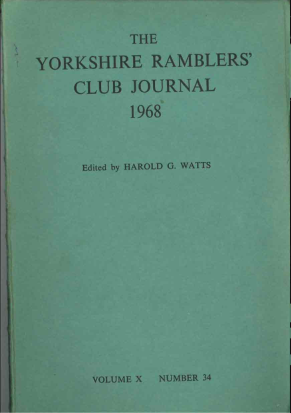 THE
YORKSHIRE RAMBLERS'
CLUB JOURNAL
1968
Edited by HAROLD G. WATTS
VOLUME X NUMBER 34